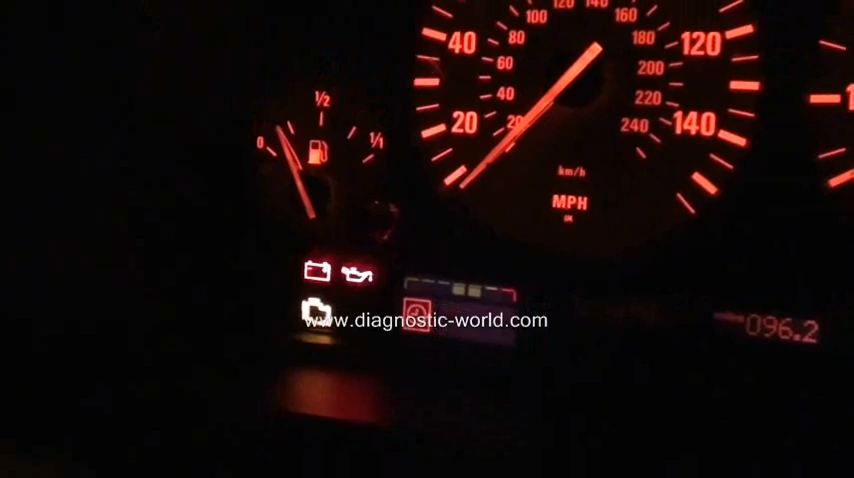 120 140
100 160
40 80 180 120
60 200
40 220
20 20 240 140
1/2
0 1/1
km/h
MPH
www.diagnostic-world.com
096.2